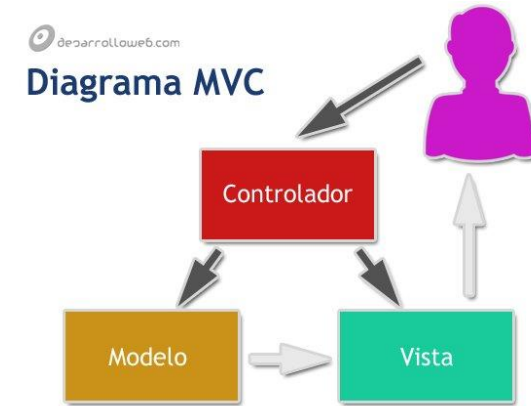 desarrolloweb.com
Diagrama MVC
Controlador
Modelo
Vista